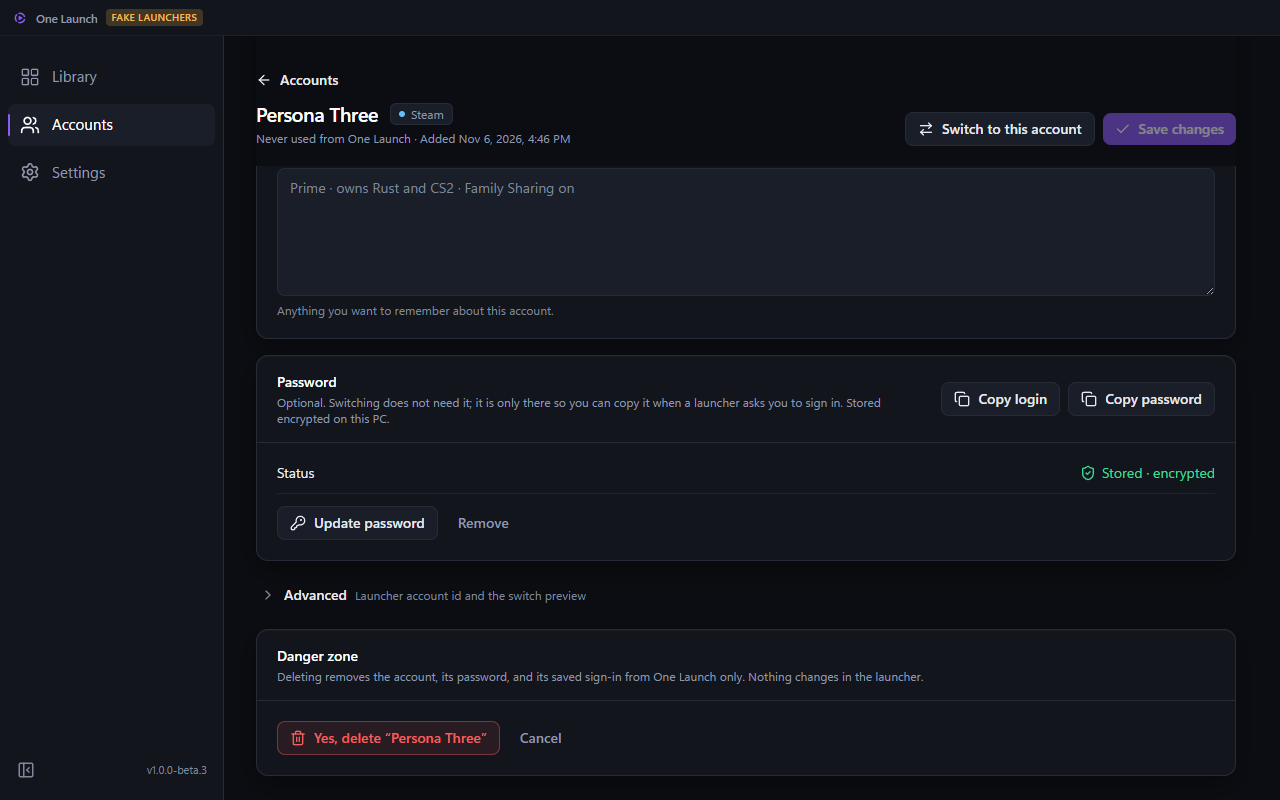 One Launch FAKE LAUNCHERS
Library
Accounts
Settings
v1.0.0-beta.3
Accounts
Persona Three Steam
Never used from One Launch · Added Nov 6, 2026, 4:46 PM
Switch to this account Save changes
Prime · owns Rust and CS2 · Family Sharing on
Anything you want to remember about this account.
Password
Optional. Switching does not need it; it is only there so you can copy it when a launcher asks you to sign in. Stored
encrypted on this PC.
Copy login Copy password
Status Stored · encrypted
Update password Remove
Advanced Launcher account id and the switch preview
Danger zone
Deleting removes the account, its password, and its saved sign-in from One Launch only. Nothing changes in the launcher.
Yes, delete “Persona Three” Cancel